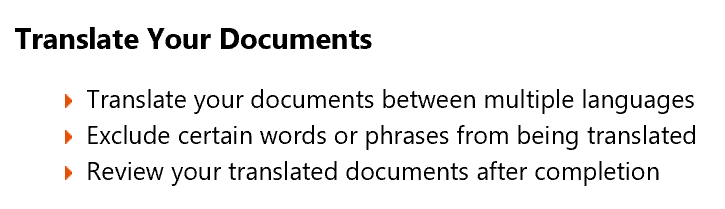 Translate Your Documents
Translate your documents between multiple languages
Exclude certain words or phrases from being translated
Review your translated documents after completion